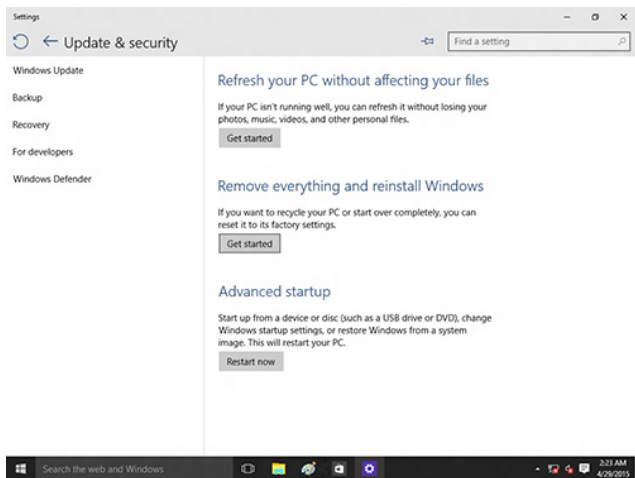 Settings
Update & security
Find a setting
Windows Update
Backup
Recovery
For developers
Windows Defender
Refresh your PC without affecting your files
If your PC isn't running well, you can refresh it without losing your
photos, music, videos, and other personal files.
Get started
Remove everything and reinstall Windows
If you want to recycle your PC or start over completely, you can
reset it to its factory settings.
Get started
Advanced startup
Start up from a device or disc (such as a USB drive or DVD), change
Windows startup settings, or restore Windows from a system
image. This will restart your PC.
Restart now
Search the web and Windows
2:23 AM
4/29/2015